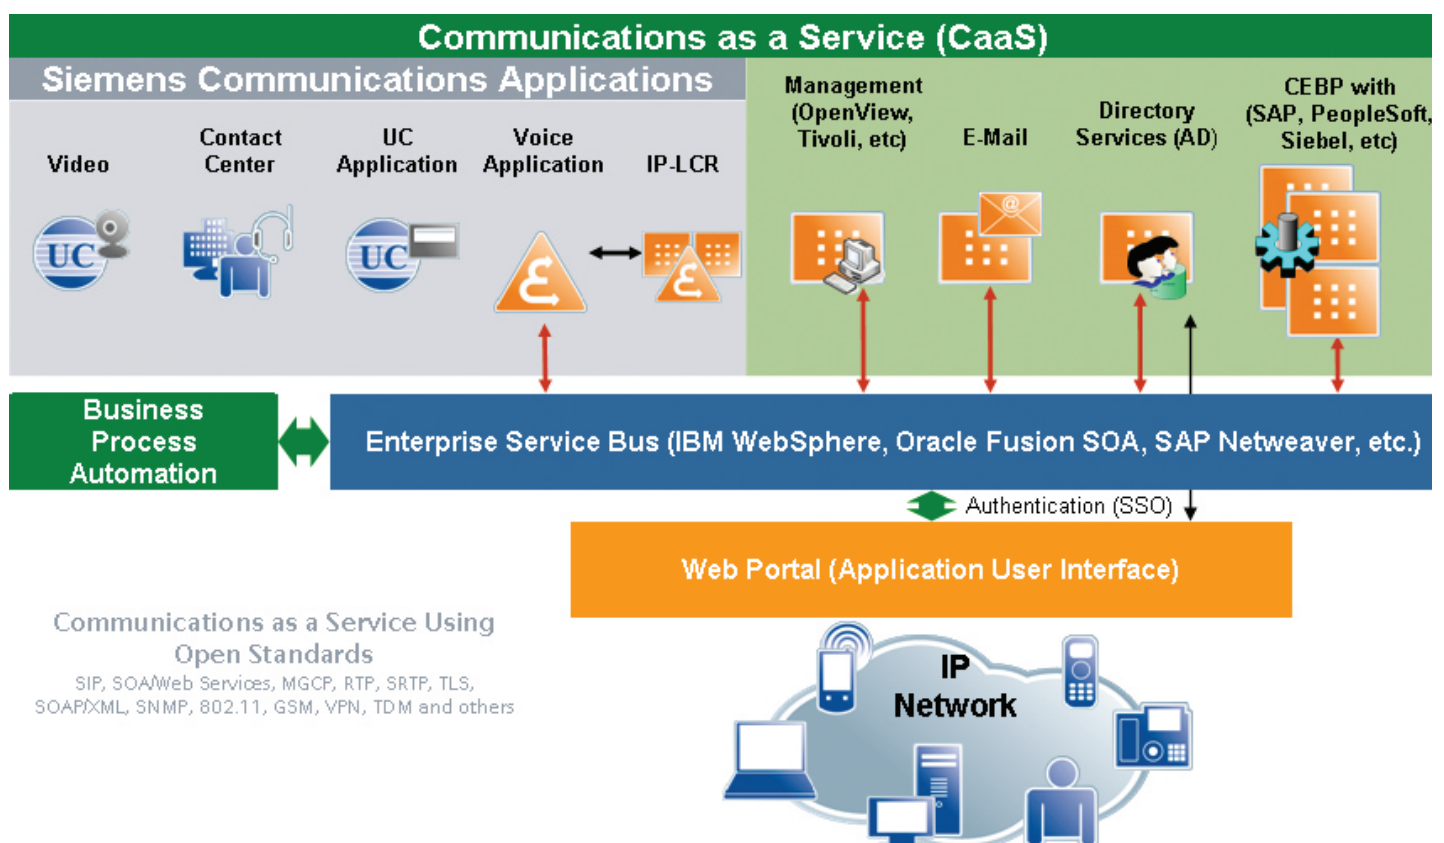 Communications as a Service (CaaS)
Siemens Communications Applications
Video
Contact
Center
UC
Application
Voice
Application
IP-LCR
Management
(OpenView,
Tivoli, etc)
E-Mail
Directory
Services (AD)
CEBP with
(SAP, PeopleSoft,
Siebel, etc)
UC
UC
@
Business
Process
Automation
Enterprise Service Bus (IBM WebSphere, Oracle Fusion SOA, SAP Netweaver, etc.)
Authentication (SSO)
Web Portal (Application User Interface)
Communications as a Service Using
Open Standards
SIP, SOA/Web Services, MGCP, RTP, SRTP, TLS,
SOAP/XML, SNMP, 802.11, GSM, VPN, TDM and others
IP
Network